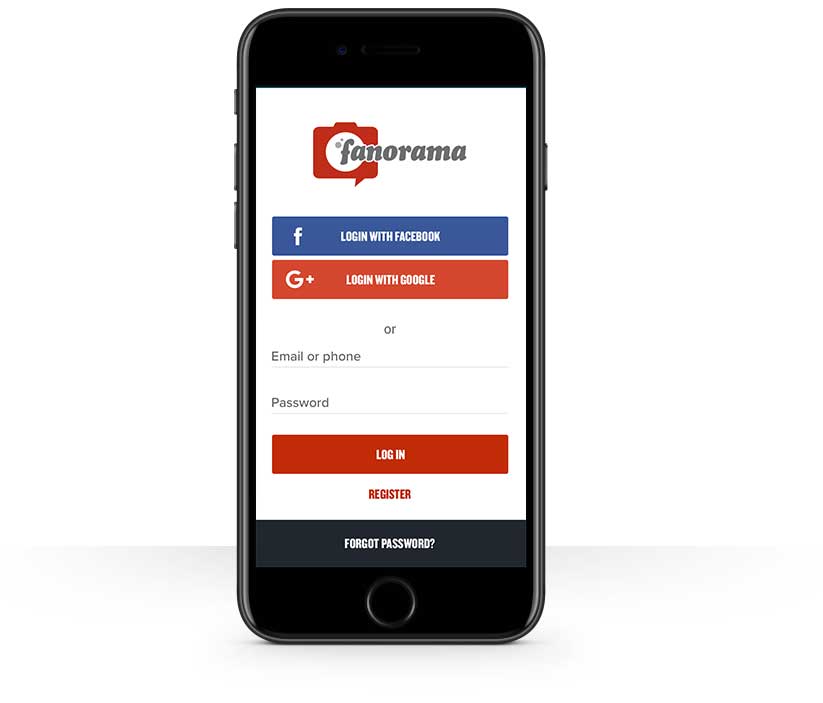 fanorama
f LOGIN WITH FACEBOOK
G+ LOGIN WITH GOOGLE
or
Email or phone
Password
LOG IN
REGISTER
FORGOT PASSWORD?